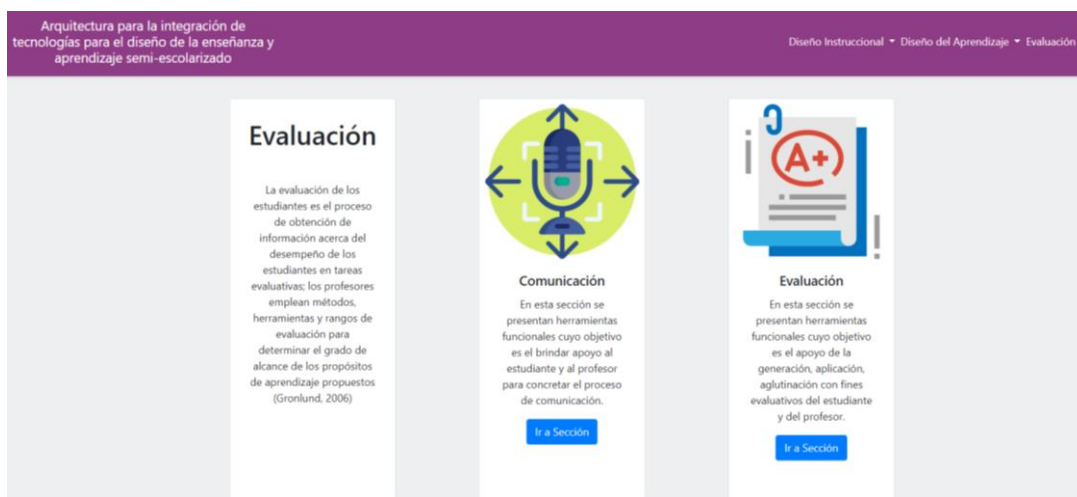 Arquitectura para la integración de
tecnologías para el diseño de la enseñanza y
aprendizaje semi-escolarizado
Diseño Instruccional Diseño del Aprendizaje Evaluación
Evaluación
La evaluación de los
estudiantes es el proceso
de obtención de
información acerca del
desempeño de los
estudiantes en tareas
evaluativas; los profesores
emplean métodos,
herramientas y rangos de
evaluación para
determinar el grado de
alcance de los propósitos
de aprendizaje propuestos
(Gronlund, 2006)
Comunicación
En esta sección se
presentan herramientas
funcionales cuyo objetivo
es el brindar apoyo al
estudiante y al profesor
para concretar el proceso
de comunicación.
Ir a Sección
A+
Evaluación
En esta sección se
presentan herramientas
funcionales cuyo objetivo
es el apoyo de la
generación, aplicación,
aglutinación con fines
evaluativos del estudiante
y del profesor.
Ir a Sección